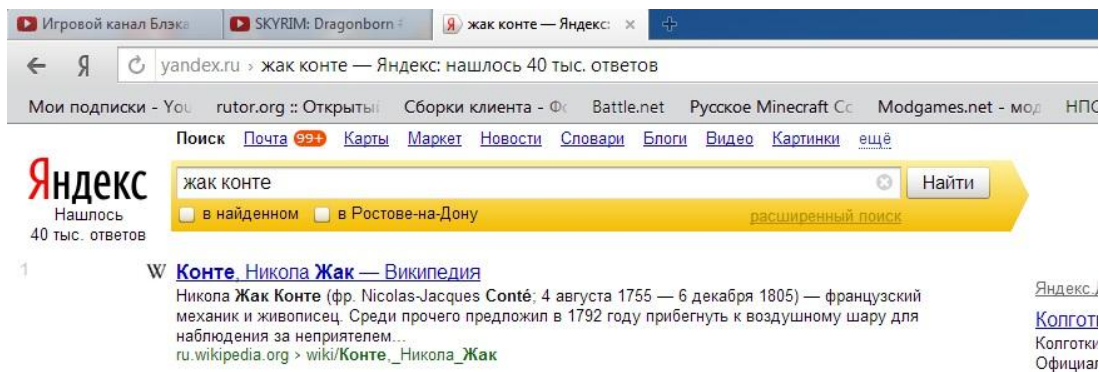 Игровой канал Блэка SKYRIM: Dragonborn жак конте — Яндекс:
Я yandex.ru › жак конте — Яндекс: нашлось 40 тыс. ответов
Мои подписки - You rutor.org :: Открытый Сборки клиента - Battle.net Русское Minecraft Modgames.net - мод НПС
Поиск Почта 99+ Карты Маркет Новости Словари Блоги Видео Картинки ещё
Яндекс
жак конте Найти
в найденном в Ростове-на-Дону расширенный поиск
Нашлось
40 тыс. ответов
1 W Конте, Никола Жак — Википедия
Никола Жак Конте (фр. Nicolas-Jacques Conté; 4 августа 1755 — 6 декабря 1805) — французский
механик и живописец. Среди прочего предложил в 1792 году прибегнуть к воздушному шару для
наблюдения за неприятелем...
ru.wikipedia.org › wiki/Конте,_Никола_Жак
Яндекс.
Колготк
Колготки
Официал